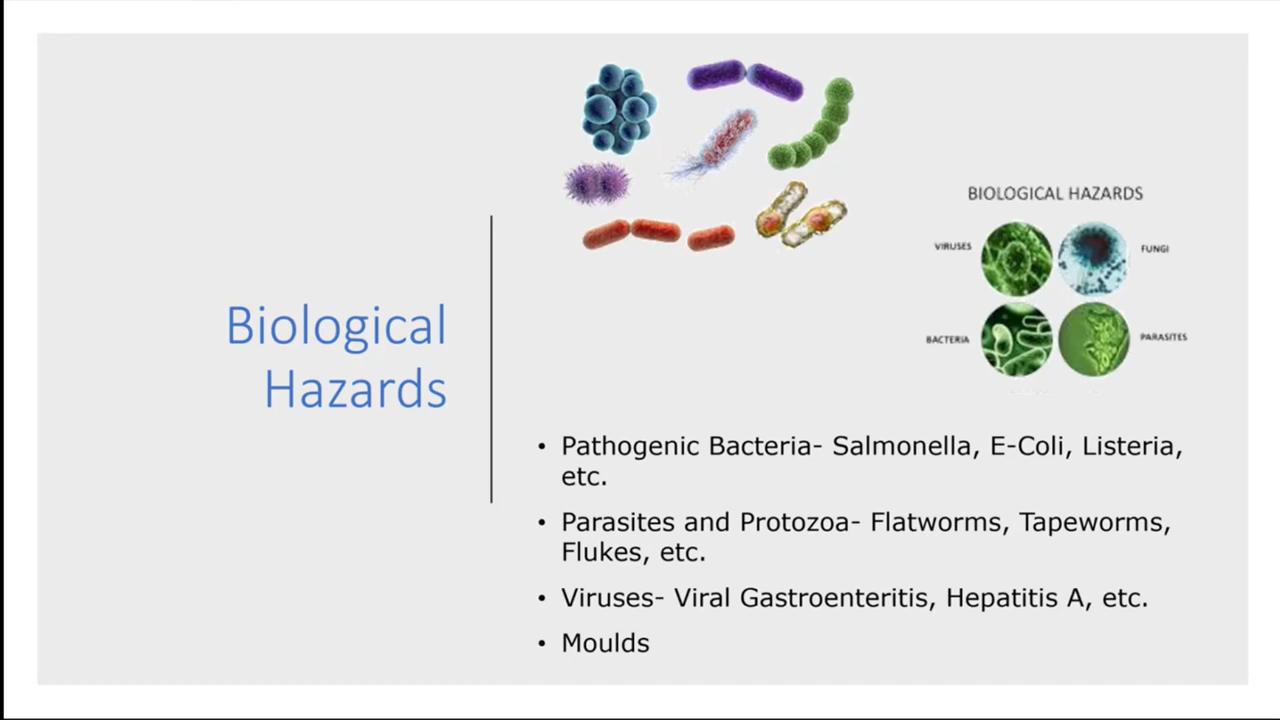 BIOLOGICAL HAZARDS
VIRUSES
FUNGI
BACTERIA
PARASITES
Biological
Hazards
• Pathogenic Bacteria- Salmonella, E-Coli, Listeria,
etc.
• Parasites and Protozoa- Flatworms, Tapeworms,
Flukes, etc.
• Viruses- Viral Gastroenteritis, Hepatitis A, etc.
• Moulds